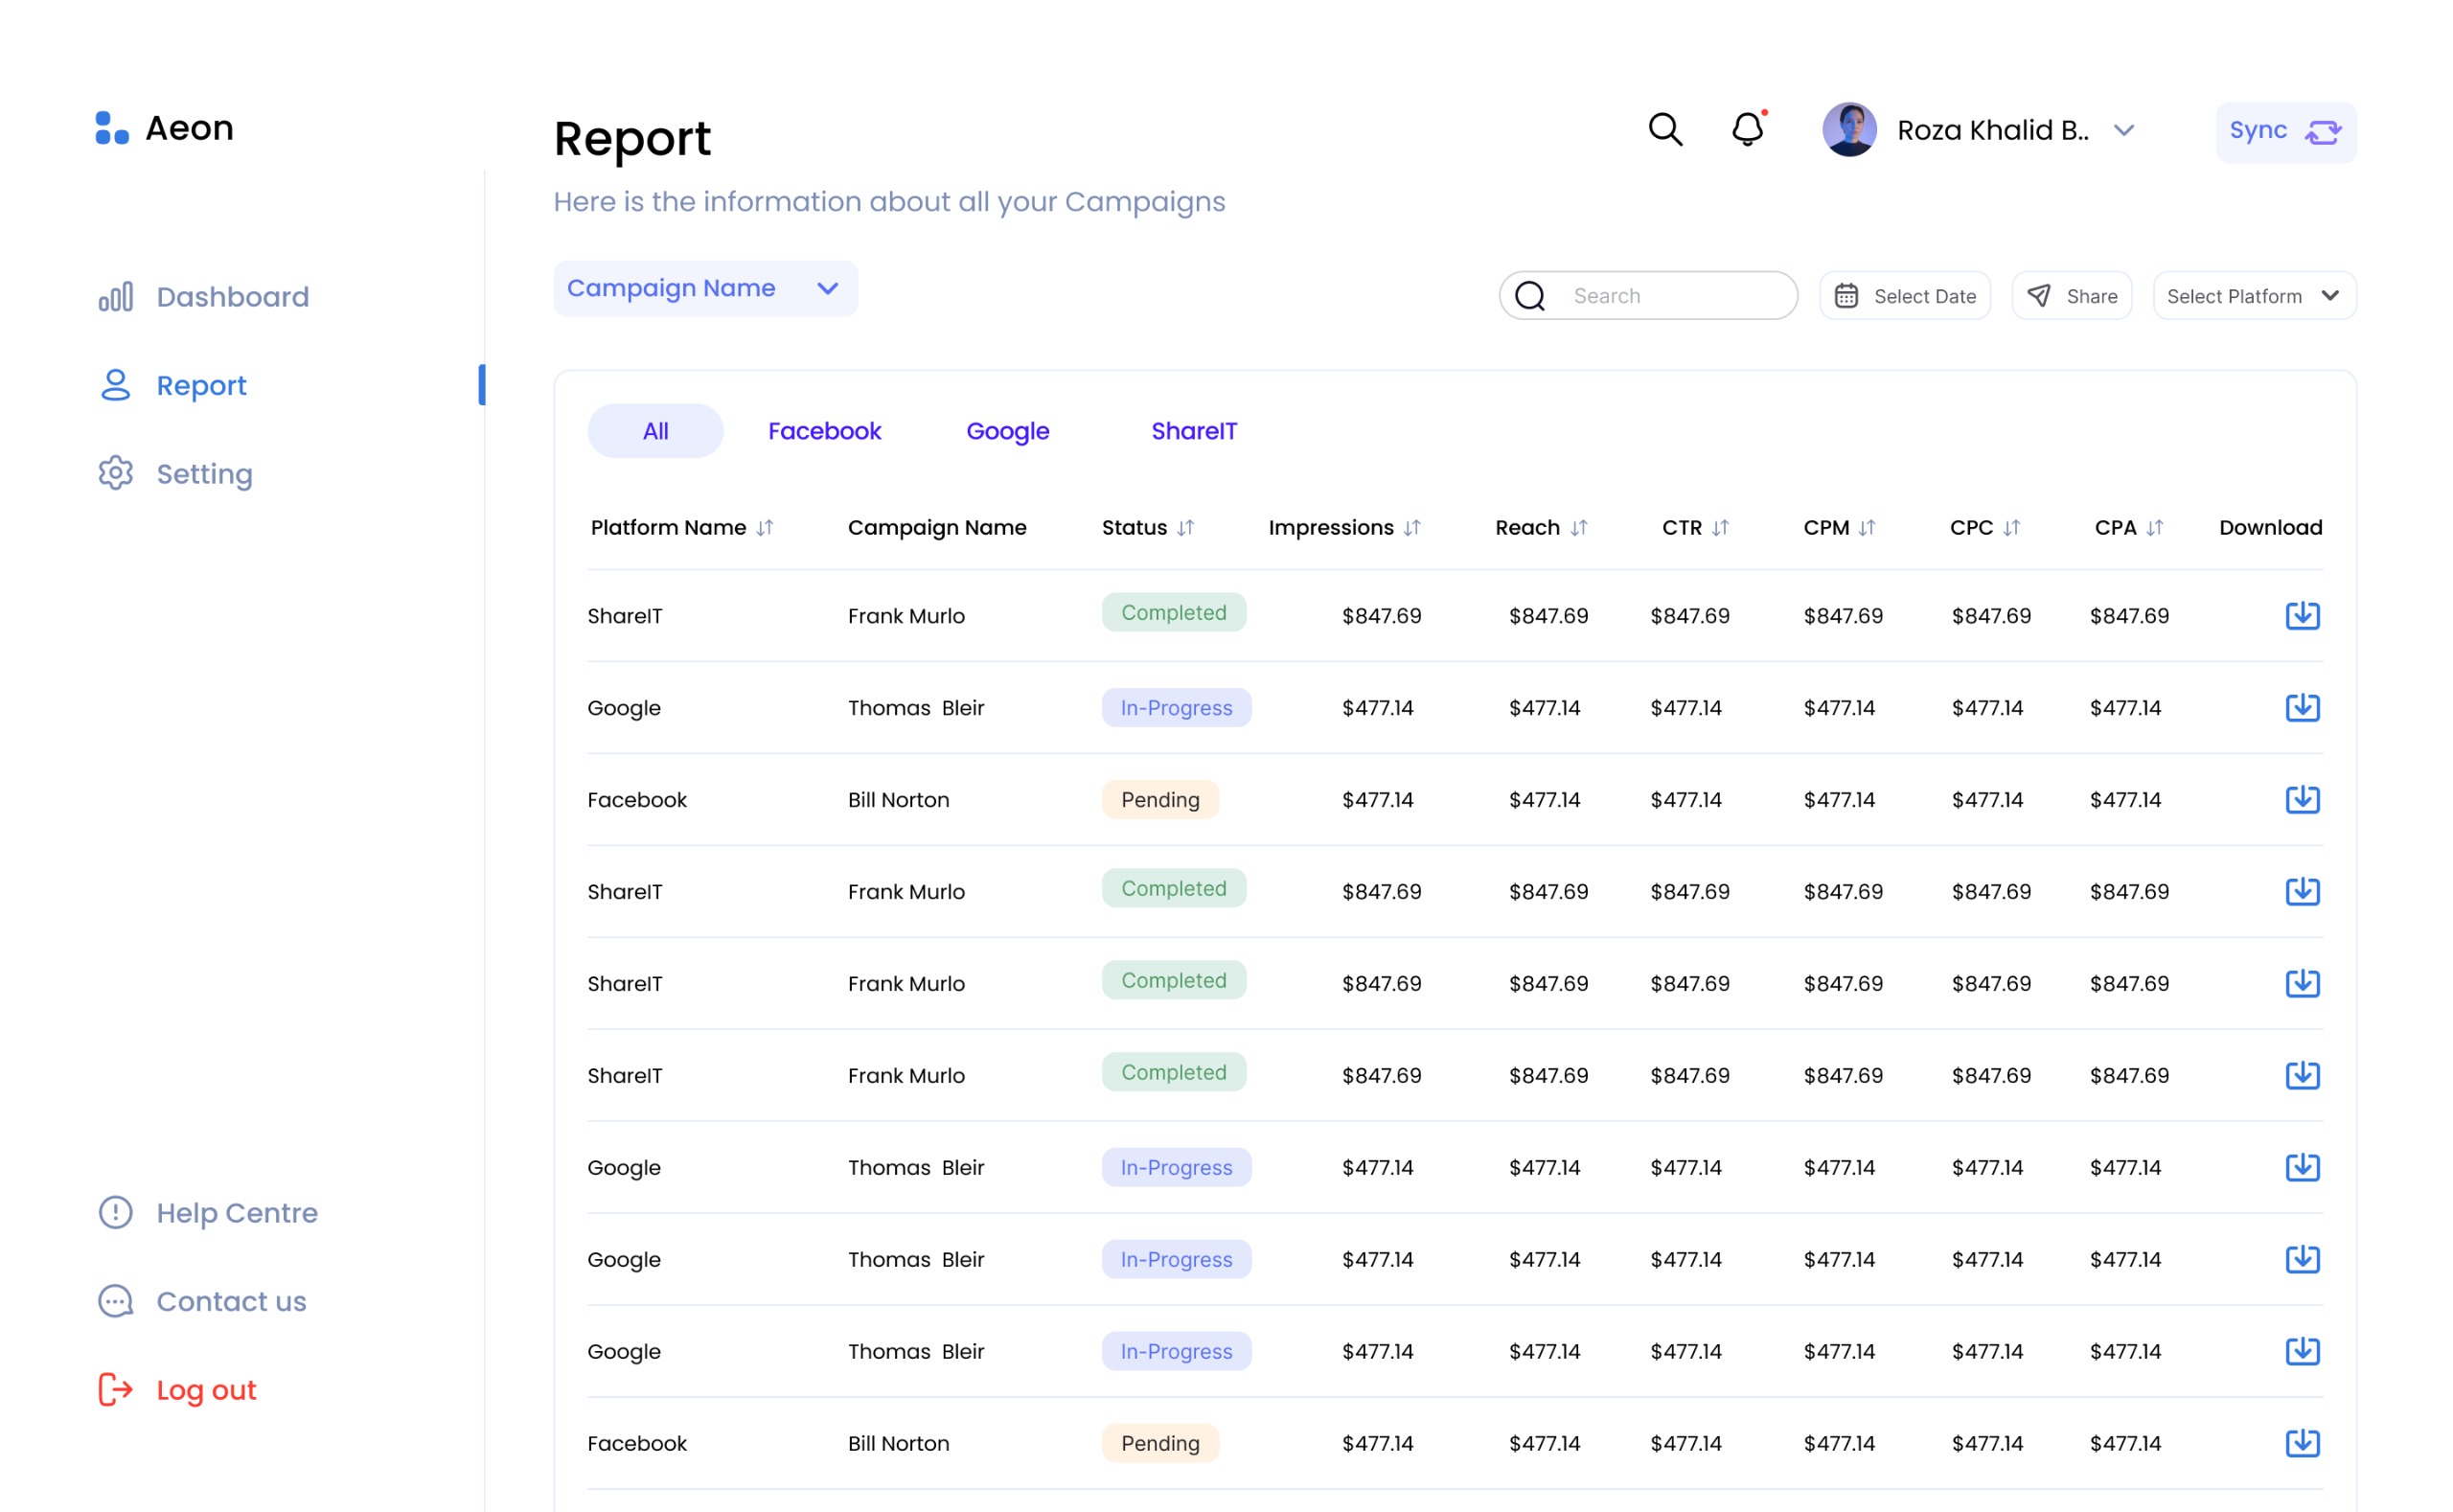 Aeon
Report
Roza Khalid B..
Sync
Here is the information about all your Campaigns
Dashboard
Report
Setting
Campaign Name
Search
Select Date
Share
Select Platform
All Facebook Google ShareIT
Platform Name Campaign Name Status Impressions Reach CTR CPM CPC CPA Download
ShareIT Frank Murlo Completed $847.69 $847.69 $847.69 $847.69 $847.69 $847.69
Google Thomas Bleir In-Progress $477.14 $477.14 $477.14 $477.14 $477.14 $477.14
Facebook Bill Norton Pending $477.14 $477.14 $477.14 $477.14 $477.14 $477.14
ShareIT Frank Murlo Completed $847.69 $847.69 $847.69 $847.69 $847.69 $847.69
ShareIT Frank Murlo Completed $847.69 $847.69 $847.69 $847.69 $847.69 $847.69
ShareIT Frank Murlo Completed $847.69 $847.69 $847.69 $847.69 $847.69 $847.69
Google Thomas Bleir In-Progress $477.14 $477.14 $477.14 $477.14 $477.14 $477.14
Google Thomas Bleir In-Progress $477.14 $477.14 $477.14 $477.14 $477.14 $477.14
Google Thomas Bleir In-Progress $477.14 $477.14 $477.14 $477.14 $477.14 $477.14
Facebook Bill Norton Pending $477.14 $477.14 $477.14 $477.14 $477.14 $477.14
Help Centre
Contact us
Log out